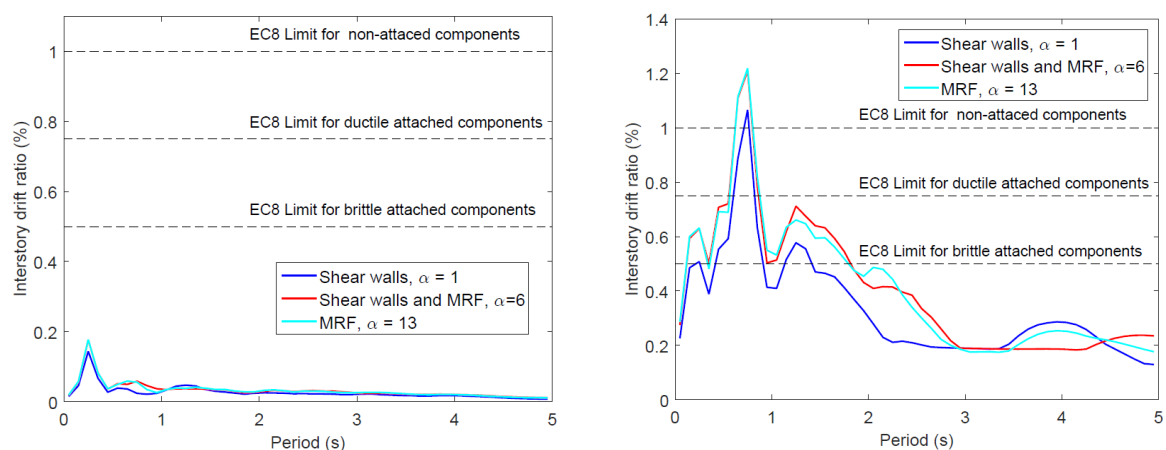 EC8 Limit for non-attaced components
EC8 Limit for ductile attached components
EC8 Limit for brittle attached components
Shear walls, α = 1
Shear walls and MRF, α=6
MRF, α = 13
Interstory drift ratio (%)
1
0.8
0.6
0.4
0.2
0
0
1
2
3
4
5
Period (s)
1.4
Shear walls, α = 1
Shear walls and MRF, α=6
MRF, α = 13
EC8 Limit for non-attaced components
EC8 Limit for ductile attached components
EC8 Limit for brittle attached components
Interstory drift ratio (%)
1.2
1
0.8
0.6
0.4
0.2
0
0
1
2
3
4
5
Period (s)